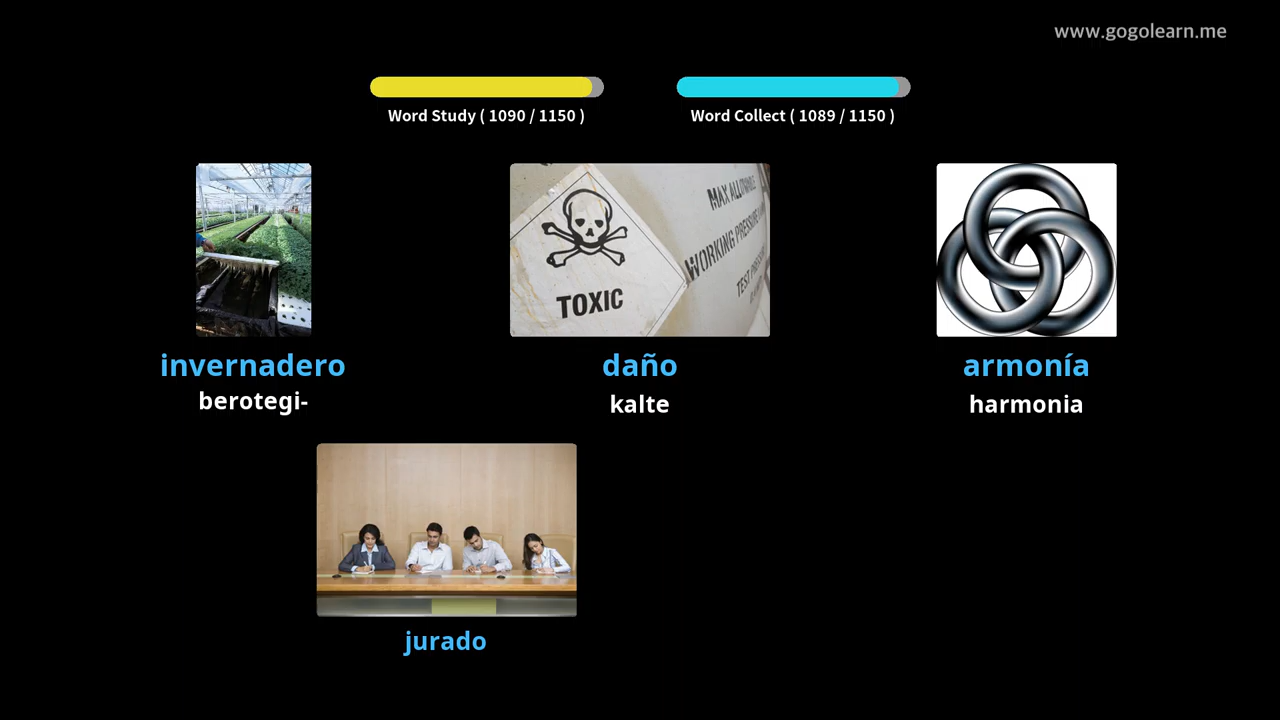 www.gogolearn.me
Word Study ( 1090 / 1150 )
Word Collect ( 1089 / 1150 )
TOXIC
MAX ALLOWABLE
WORKING PRESSURE
TEST PRESS
invernadero
berotegi-
daño
kalte
armonía
harmonia
jurado